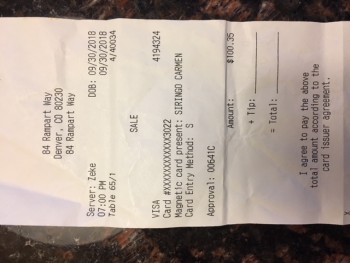 84 Rampart Way
Denver, CO 80230
84 Rampart Way
Server: Zeke DOB: 09/30/2018
07:00 PM 09/30/2018
Table 65/1 4/40034
SALE
VISA 4194324
Card #XXXXXXXXXXXX3022
Magnetic card present: SIRINGO CARMEN
Card Entry Method: S
Approval: 00641C
Amount: $100.35
+ Tip:
= Total:
I agree to pay the above
total amount according to the
card issuer agreement.
X